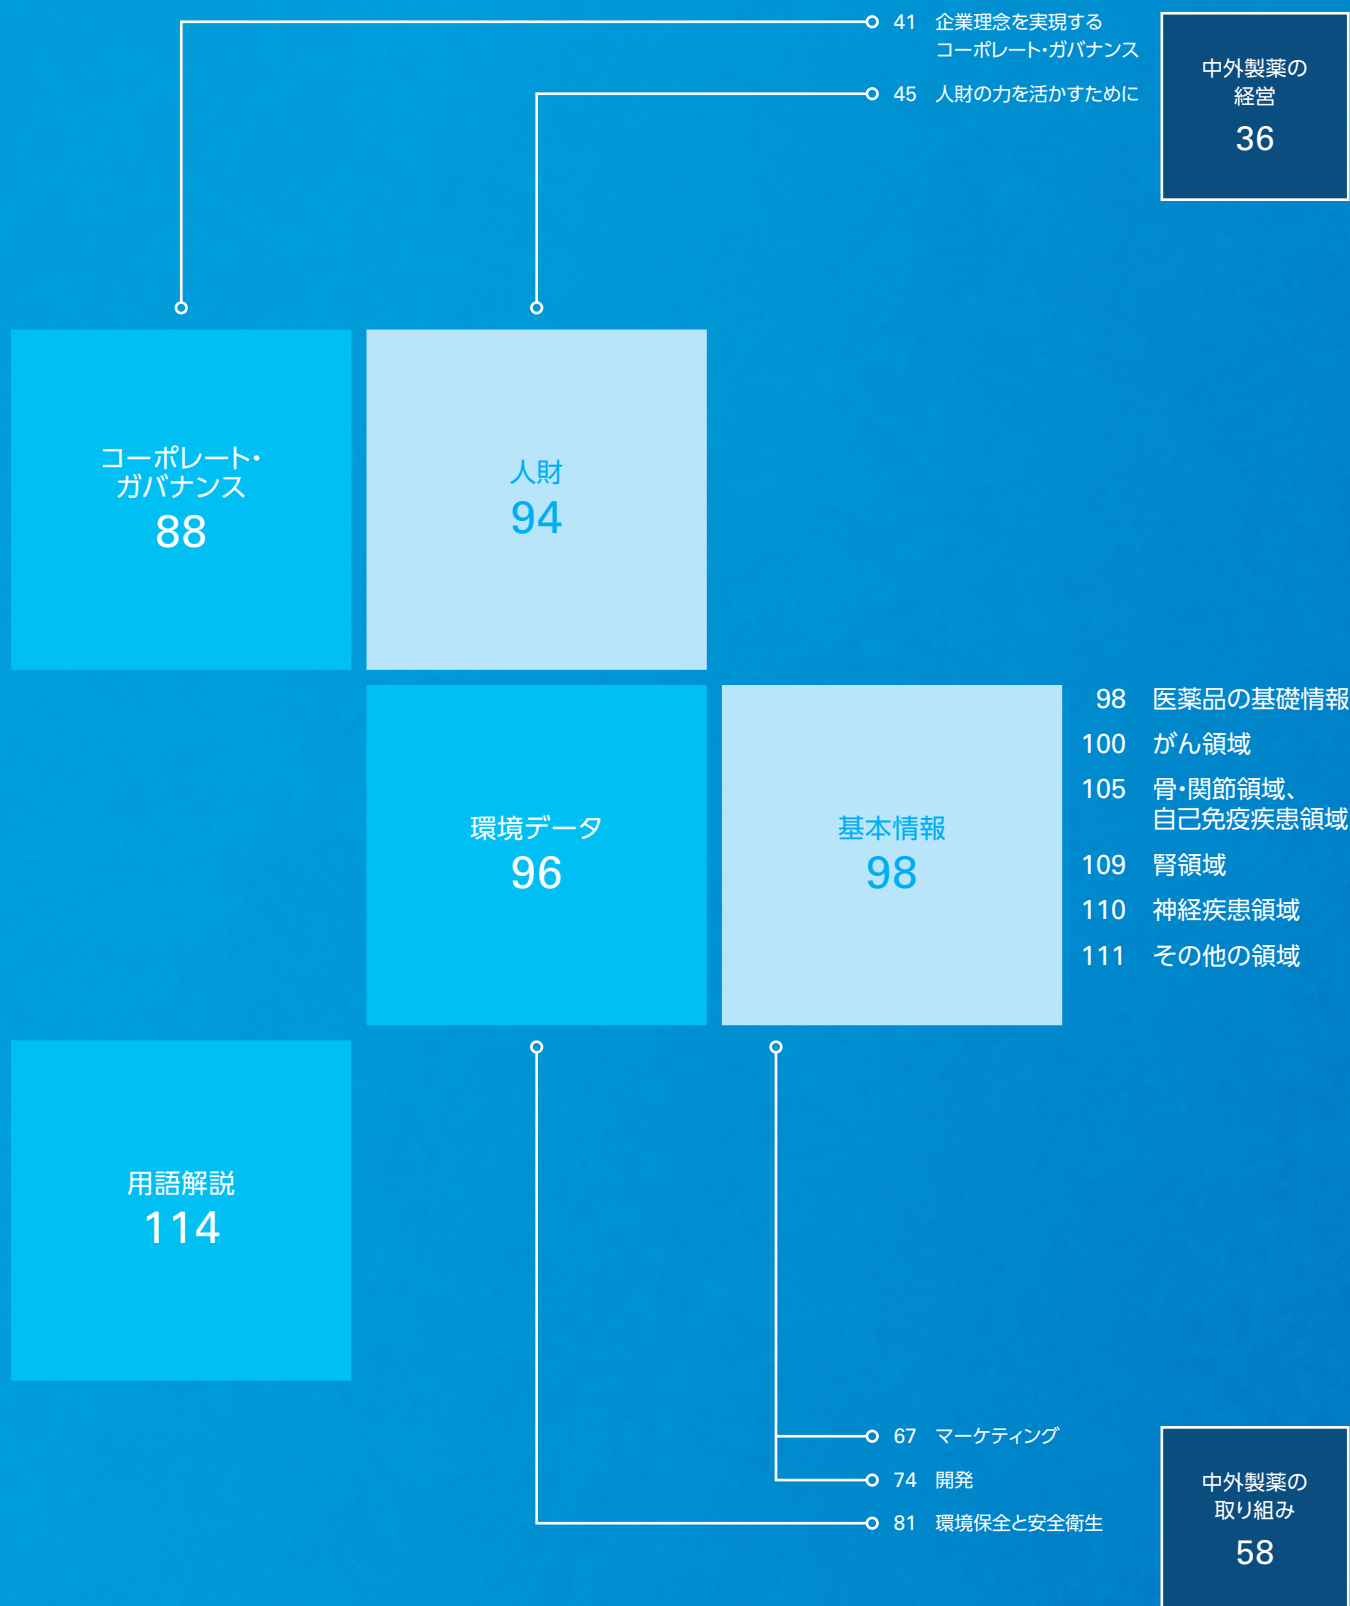 41 企業理念を実現する
コーポレート・ガバナンス
45 人財の力を活かすために
中外製薬の
経営
36
コーポレート・
ガバナンス
88
人財
94
環境データ
96
基本情報
98
98 医薬品の基礎情報
100 がん領域
105 骨・関節領域、
自己免疫疾患領域
109 腎領域
110 神経疾患領域
111 その他の領域
用語解説
114
67 マーケティング
74 開発
81 環境保全と安全衛生
中外製薬の
取り組み
58